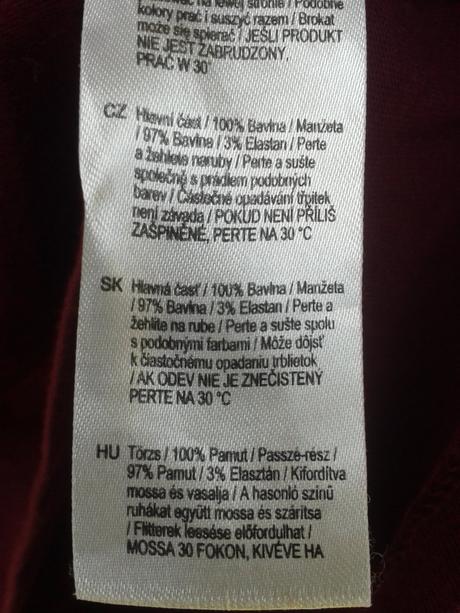 na lewej stronie / Podobne
kolory prać i suszyć razem / Brokat
może się spierać / JEŚLI PRODUKT
NIE JEST ZABRUDZONY,
PRAĆ W 30°
CZ Hlavní část / 100% Bavlna / Manžeta
/ 97% Bavlna / 3% Elastan / Perte
a žehlete naruby / Perte a sušte
společně s prádlem podobných
barev / Částečné opadávání třpitek
není závada / POKUD NENÍ PŘÍLIŠ
ZAŠPINĚNÉ, PERTE NA 30 °C
SK Hlavná časť / 100% Bavlna / Manžeta
/ 97% Bavlna / 3% Elastan / Perte a
žehlite na rube / Perte a sušte spolu
s podobnými farbami / Môže dôjsť
k čiastočnému opadaniu trblietok
/ AK ODEV NIE JE ZNEČISTENÝ
PERTE NA 30 °C
HU Törzs / 100% Pamut / Passzé-rész /
97% Pamut / 3% Elasztán / Kifordítva
mossa és vasalja / A hasonló színű
ruhákat együtt mossa és szárítsa
/ Flitterek leesése előfordulhat /
MOSSA 30 FOKON, KIVÉVE HA